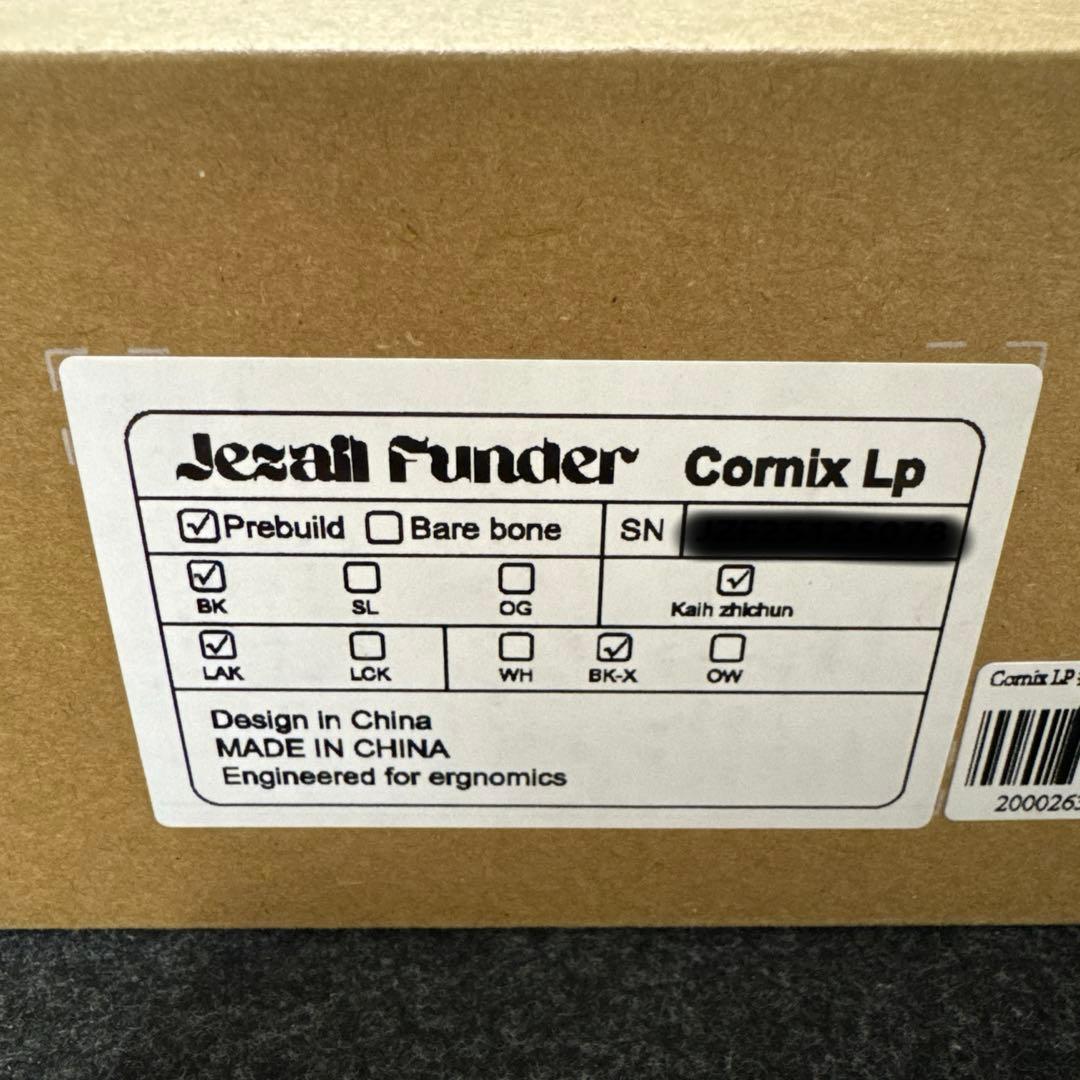 Jezail Funder Cornix Lp
☑Prebuild ☐Bare bone SN
☑ ☐ ☐ ☑
BK SL OG Kaih zhichun
☑ ☐ ☐ ☑ ☐
LAK LCK WH BK-X OW
Design in China
MADE IN CHINA
Engineered for ergnomics
Cornix LP
2000263